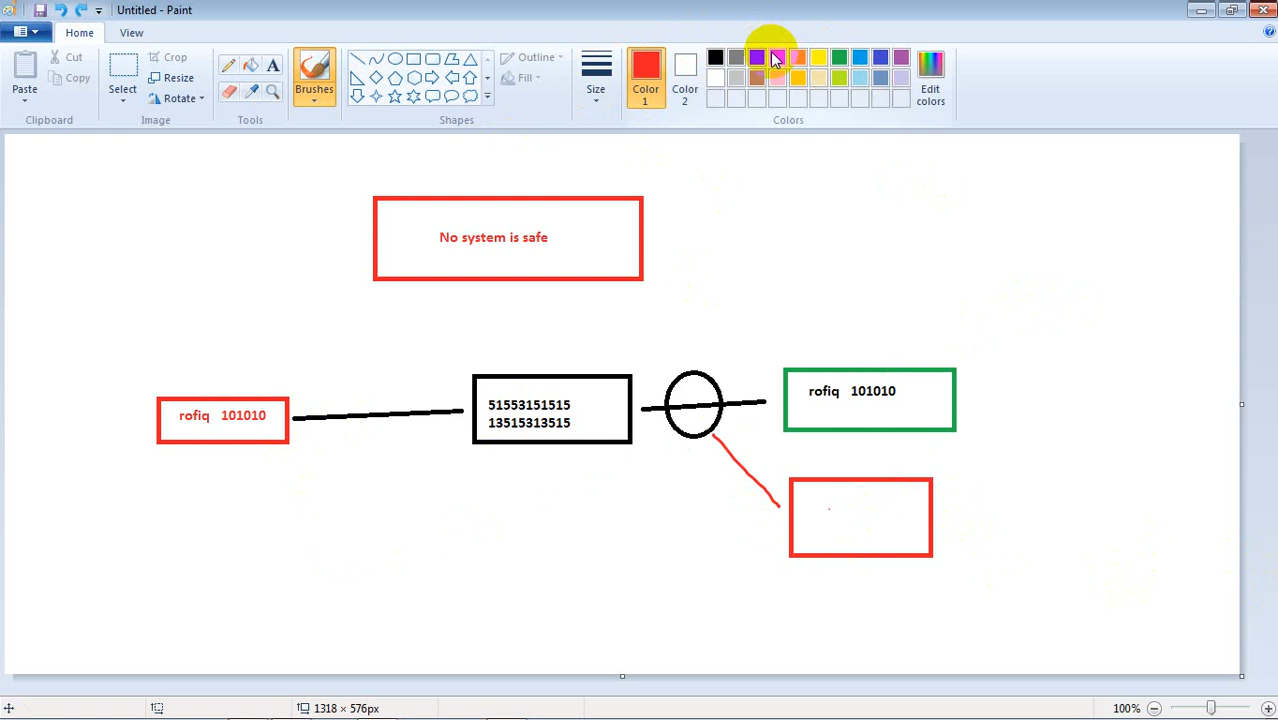 Untitled - Paint
Home
View
Paste
Cut
Copy
Clipboard
Select
Crop
Resize
Rotate
Image
Tools
Brushes
Shapes
Outline
Fill
Size
Color 1
Color 2
Colors
Edit colors
No system is safe
rofiq 101010
51553151515
13515313515
rofiq 101010
1318 × 576px
100%